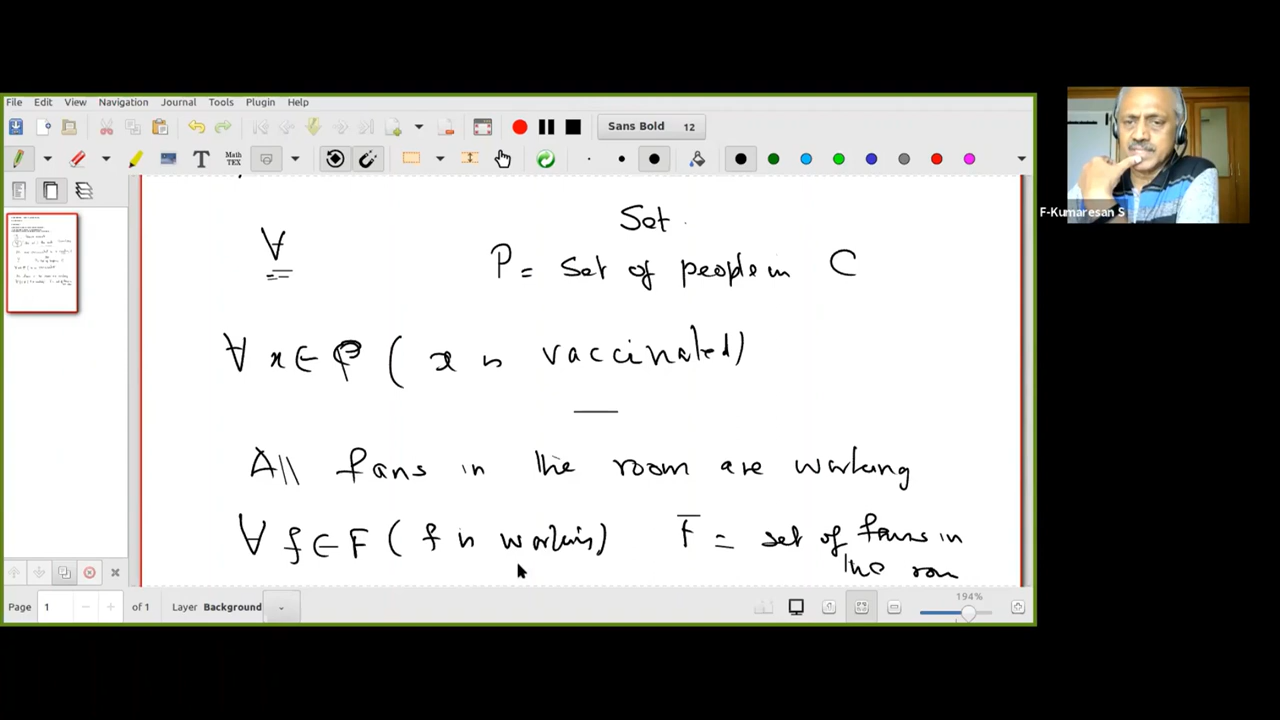 File Edit View Navigation Journal Tools Plugin Help
Sans Bold 12
Math
TEX
F-Kumaresan S
∀ Set
P = Set of people in C
∀ x ∈ P ( x is vaccinated)
All fans in the room are working
∀ f ∈ F ( f is working) F = set of fans in
the room
Page 1 of 1 Layer Background 194%